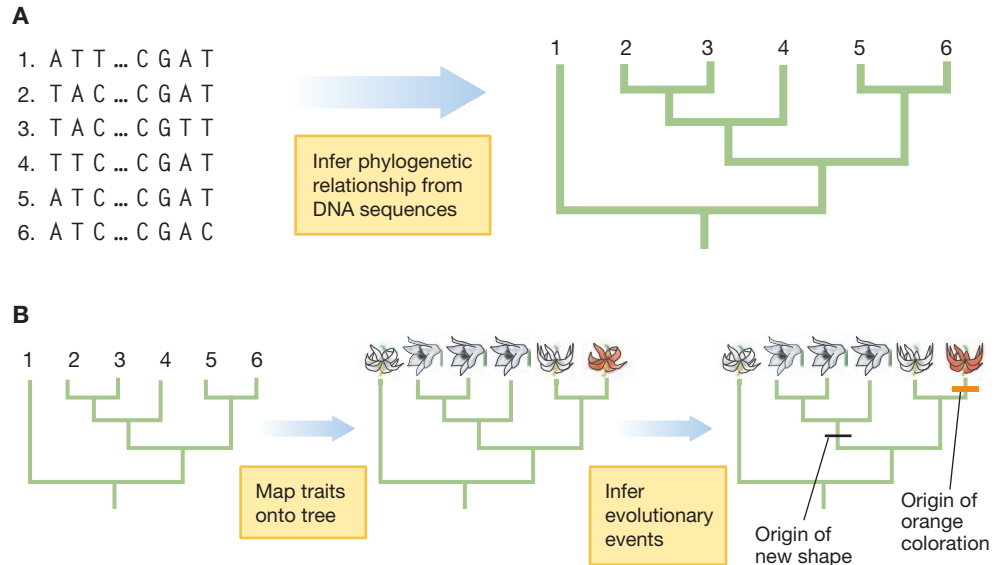 A
1. A T T ... C G A T
2. T A C ... C G A T
3. T A C ... C G T T
4. T T C ... C G A T
5. A T C ... C G A T
6. A T C ... C G A C
Infer phylogenetic
relationship from
DNA sequences
1 2 3 4 5 6
B
1 2 3 4 5 6
Map traits
onto tree
Infer
evolutionary
events
Origin of
new shape
Origin of
orange
coloration